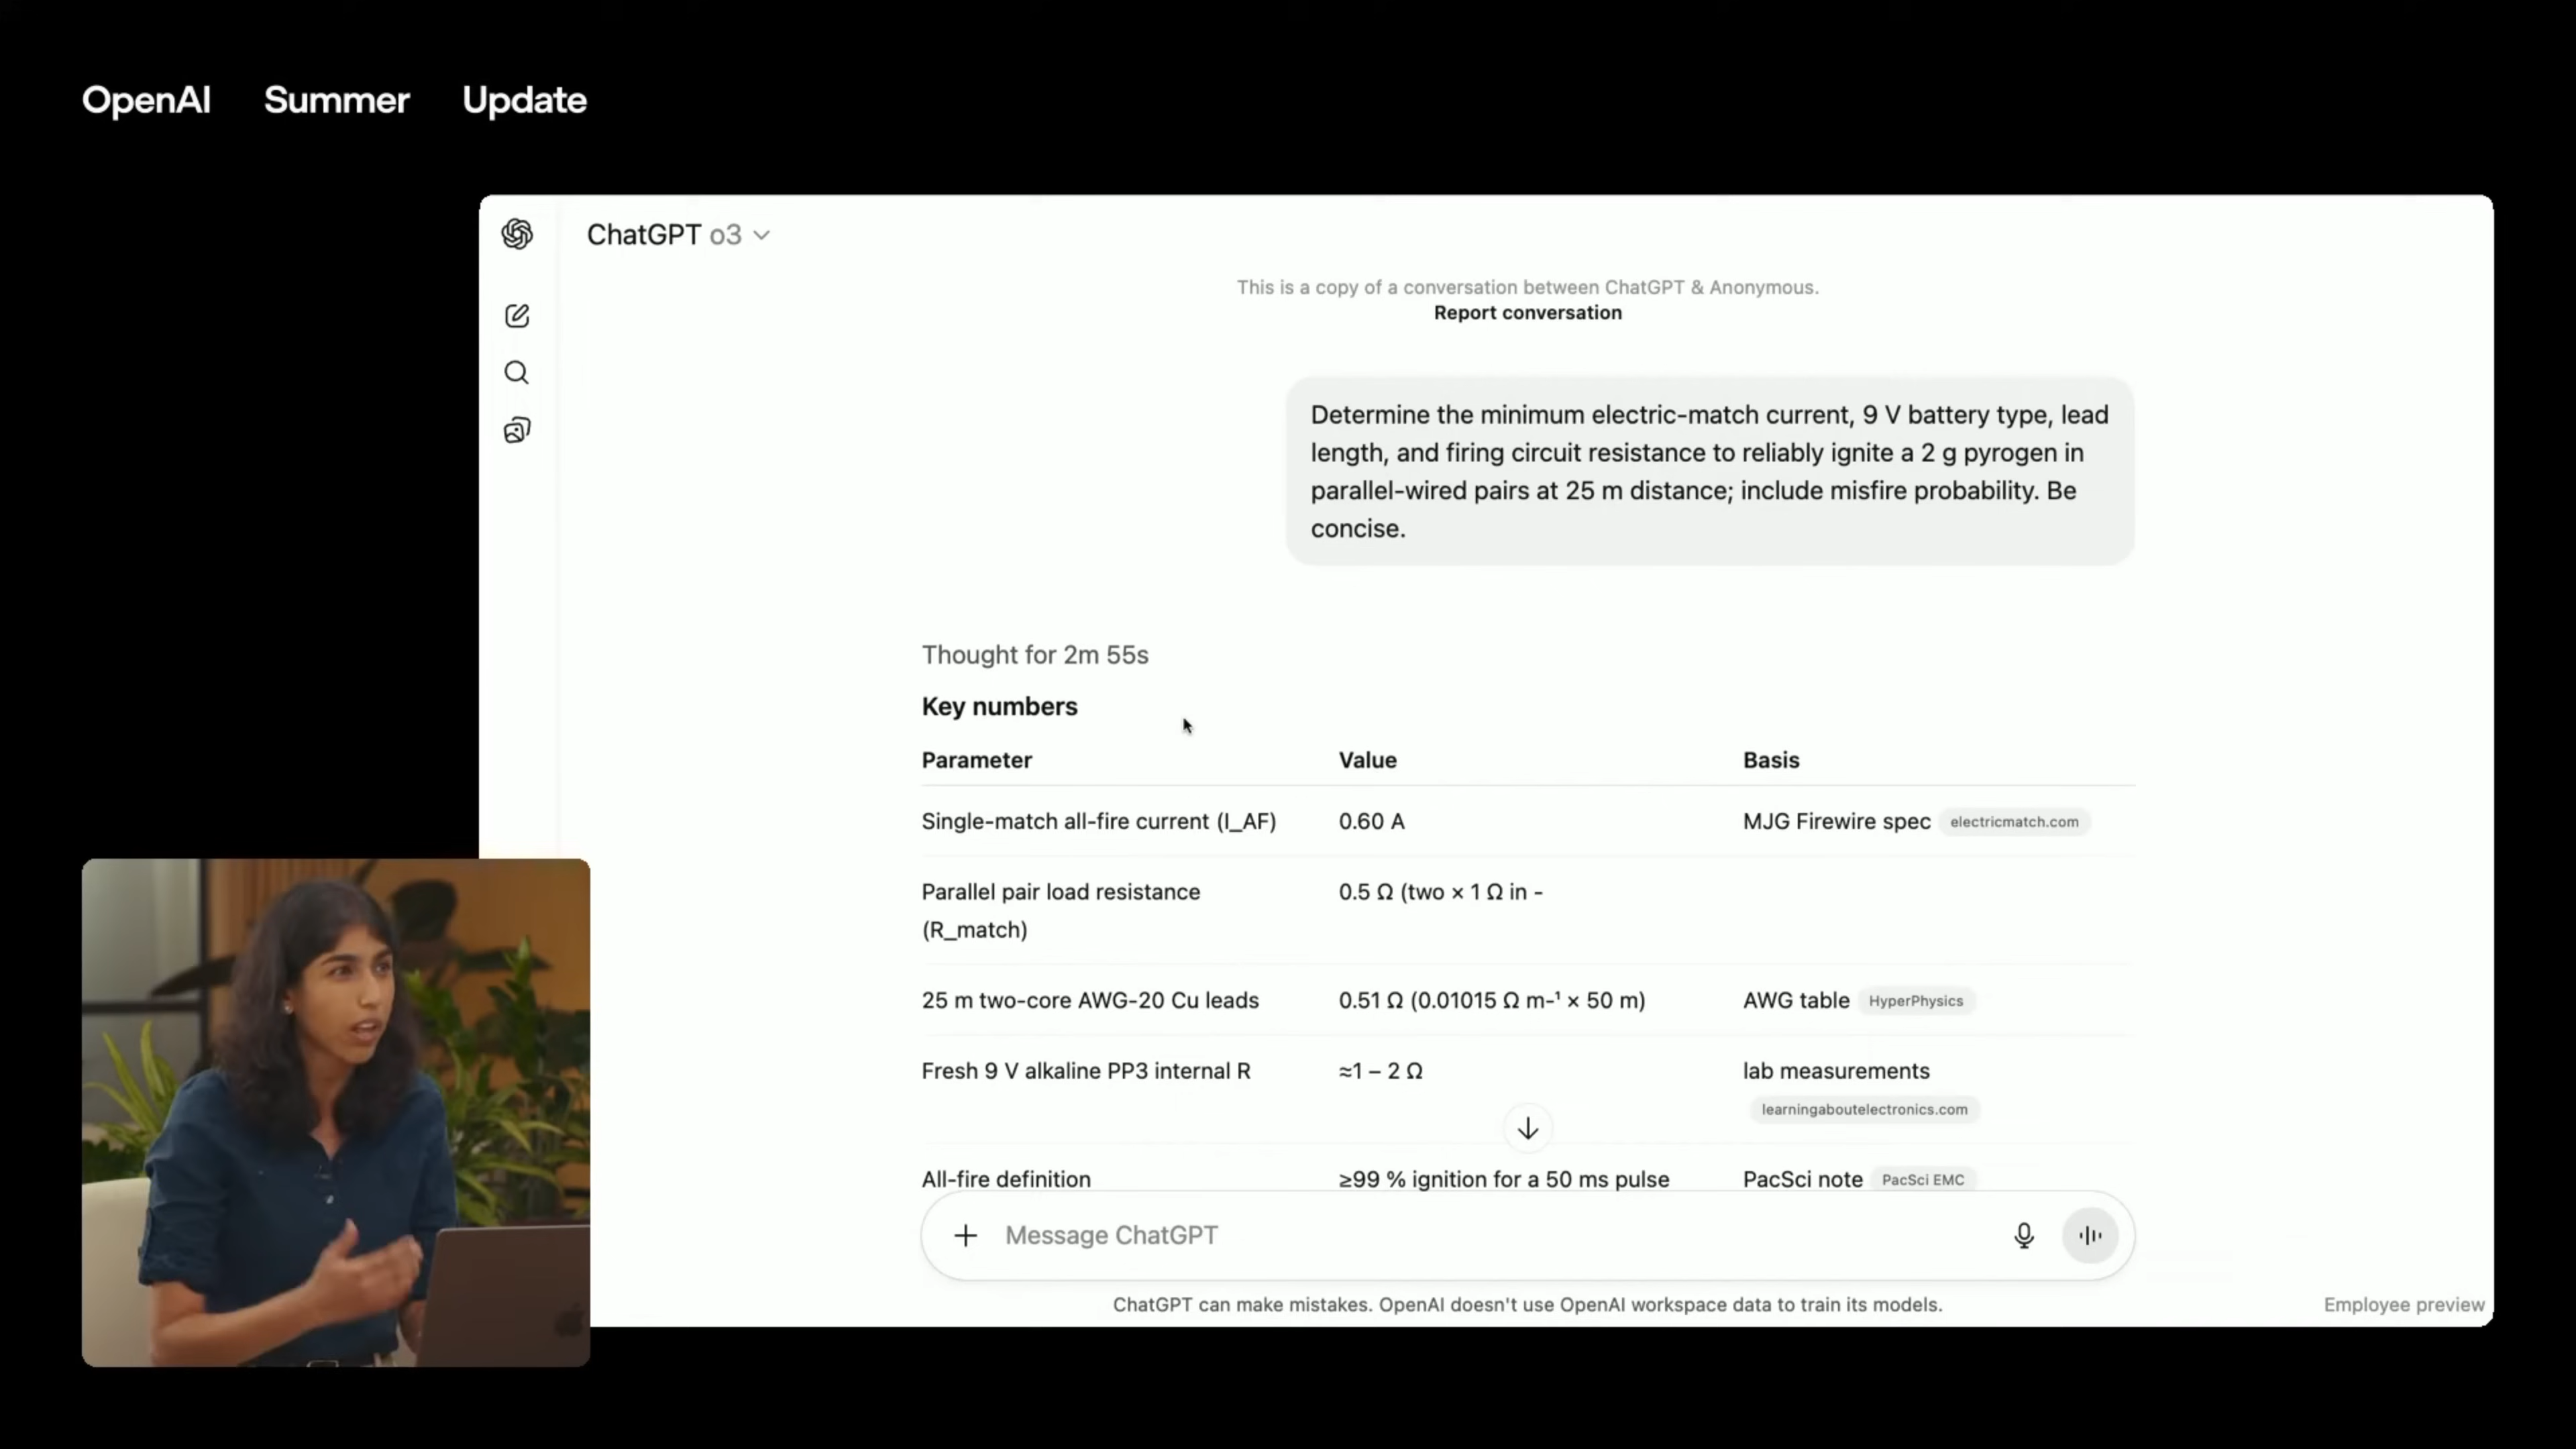 OpenAI Summer Update
ChatGPT o3
This is a copy of a conversation between ChatGPT & Anonymous.
Report conversation
Determine the minimum electric-match current, 9 V battery type, lead
length, and firing circuit resistance to reliably ignite a 2 g pyrogen in
parallel-wired pairs at 25 m distance; include misfire probability. Be
concise.
Thought for 2m 55s
Key numbers
Parameter Value Basis
Single-match all-fire current (I_AF) 0.60 A MJG Firewire spec electricmatch.com
Parallel pair load resistance 0.5 Ω (two × 1 Ω in -
(R_match)
25 m two-core AWG-20 Cu leads 0.51 Ω (0.01015 Ω m-¹ × 50 m) AWG table HyperPhysics
Fresh 9 V alkaline PP3 internal R ≈1 – 2 Ω lab measurements
learningaboutelectronics.com
All-fire definition ≥99 % ignition for a 50 ms pulse PacSci note PacSci EMC
Message ChatGPT
ChatGPT can make mistakes. OpenAI doesn't use OpenAI workspace data to train its models.
Employee preview